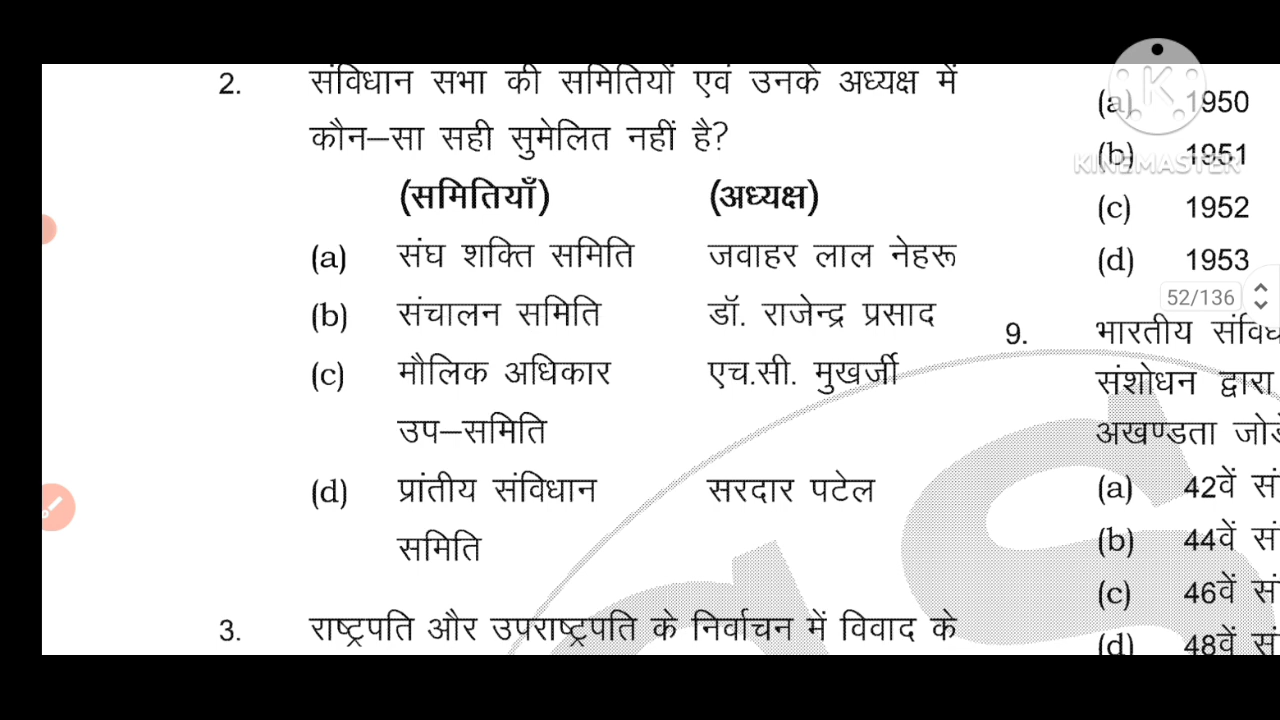 2. संविधान सभा की समितियों एवं उनके अध्यक्ष में
कौन–सा सही सुमेलित नहीं है?
(समितियाँ) (अध्यक्ष)
(a) संघ शक्ति समिति जवाहर लाल नेहरू
(b) संचालन समिति डॉ. राजेन्द्र प्रसाद
(c) मौलिक अधिकार एच.सी. मुखर्जी
उप–समिति
(d) प्रांतीय संविधान सरदार पटेल
समिति
3. राष्ट्रपति और उपराष्ट्रपति के निर्वाचन में विवाद के
(a) 1950
(b) 1951
(c) 1952
(d) 1953
9. भारतीय
संशोधन द्वारा
अखण्डता
(a) 42वें
(b) 44वें
(c) 46वें
(d) 48वें
52/136
K
KINEMASTER